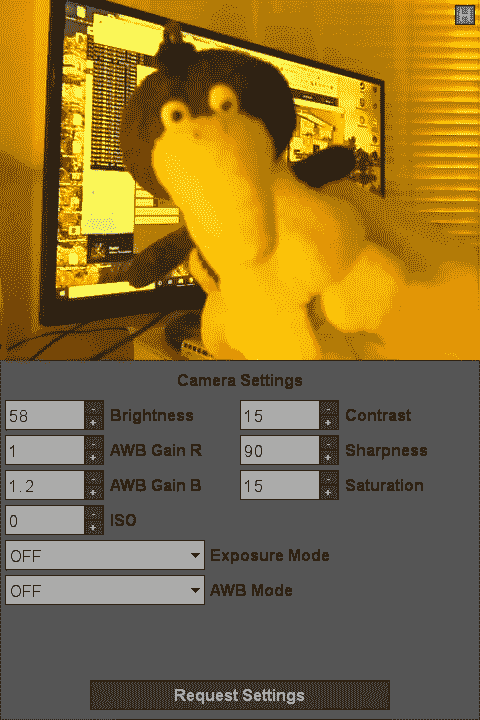 H
Camera Settings
58 - + Brightness 15 - + Contrast
1 - + AWB Gain R 90 - + Sharpness
1.2 - + AWB Gain B 15 - + Saturation
0 - + ISO
OFF Exposure Mode
OFF AWB Mode
Request Settings